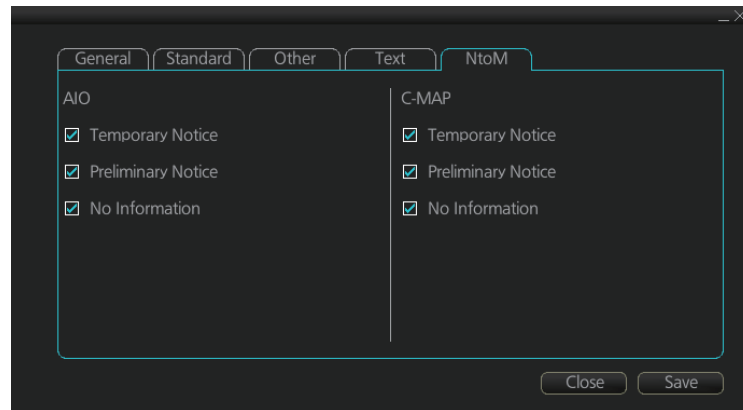 General Standard Other Text NtoM
AIO
Temporary Notice
Preliminary Notice
No Information
C-MAP
Temporary Notice
Preliminary Notice
No Information
Close Save